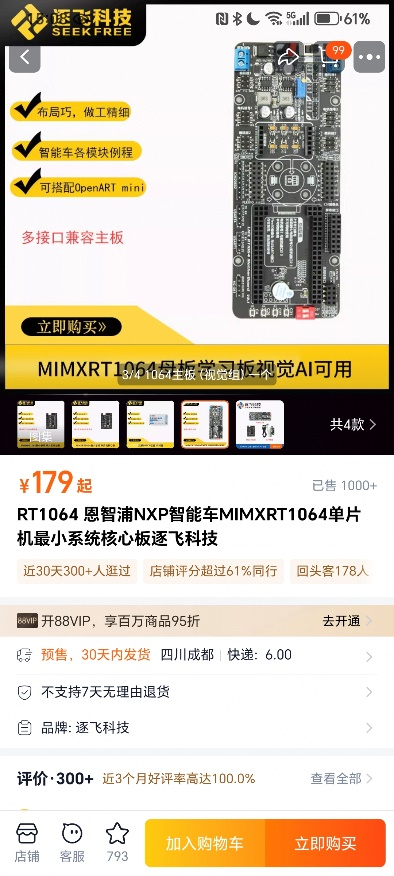 逐飞科技
SEEKFREE
5G
61%
99
布局巧，做工精细
智能车各模块例程
可搭配OpenART mini
多接口兼容主板
立即购买»
MIMXRT1064母板学习板视觉AI可用
3/4 1064主板 (视觉组) 一个
图集
共4款
¥179起
已售 1000+
RT1064 恩智浦NXP智能车MIMXRT1064单片
机最小系统核心板逐飞科技
近30天300+人逛过
店铺评分超过61%同行
回头客178人
88VIP
开88VIP，享百万商品95折
去开通
预售，30天内发货 四川成都 | 快递: 6.00
不支持7天无理由退货
品牌: 逐飞科技
评价·300+ 近3个月好评率高达100.0%
查看全部
店铺
客服
793
加入购物车
立即购买